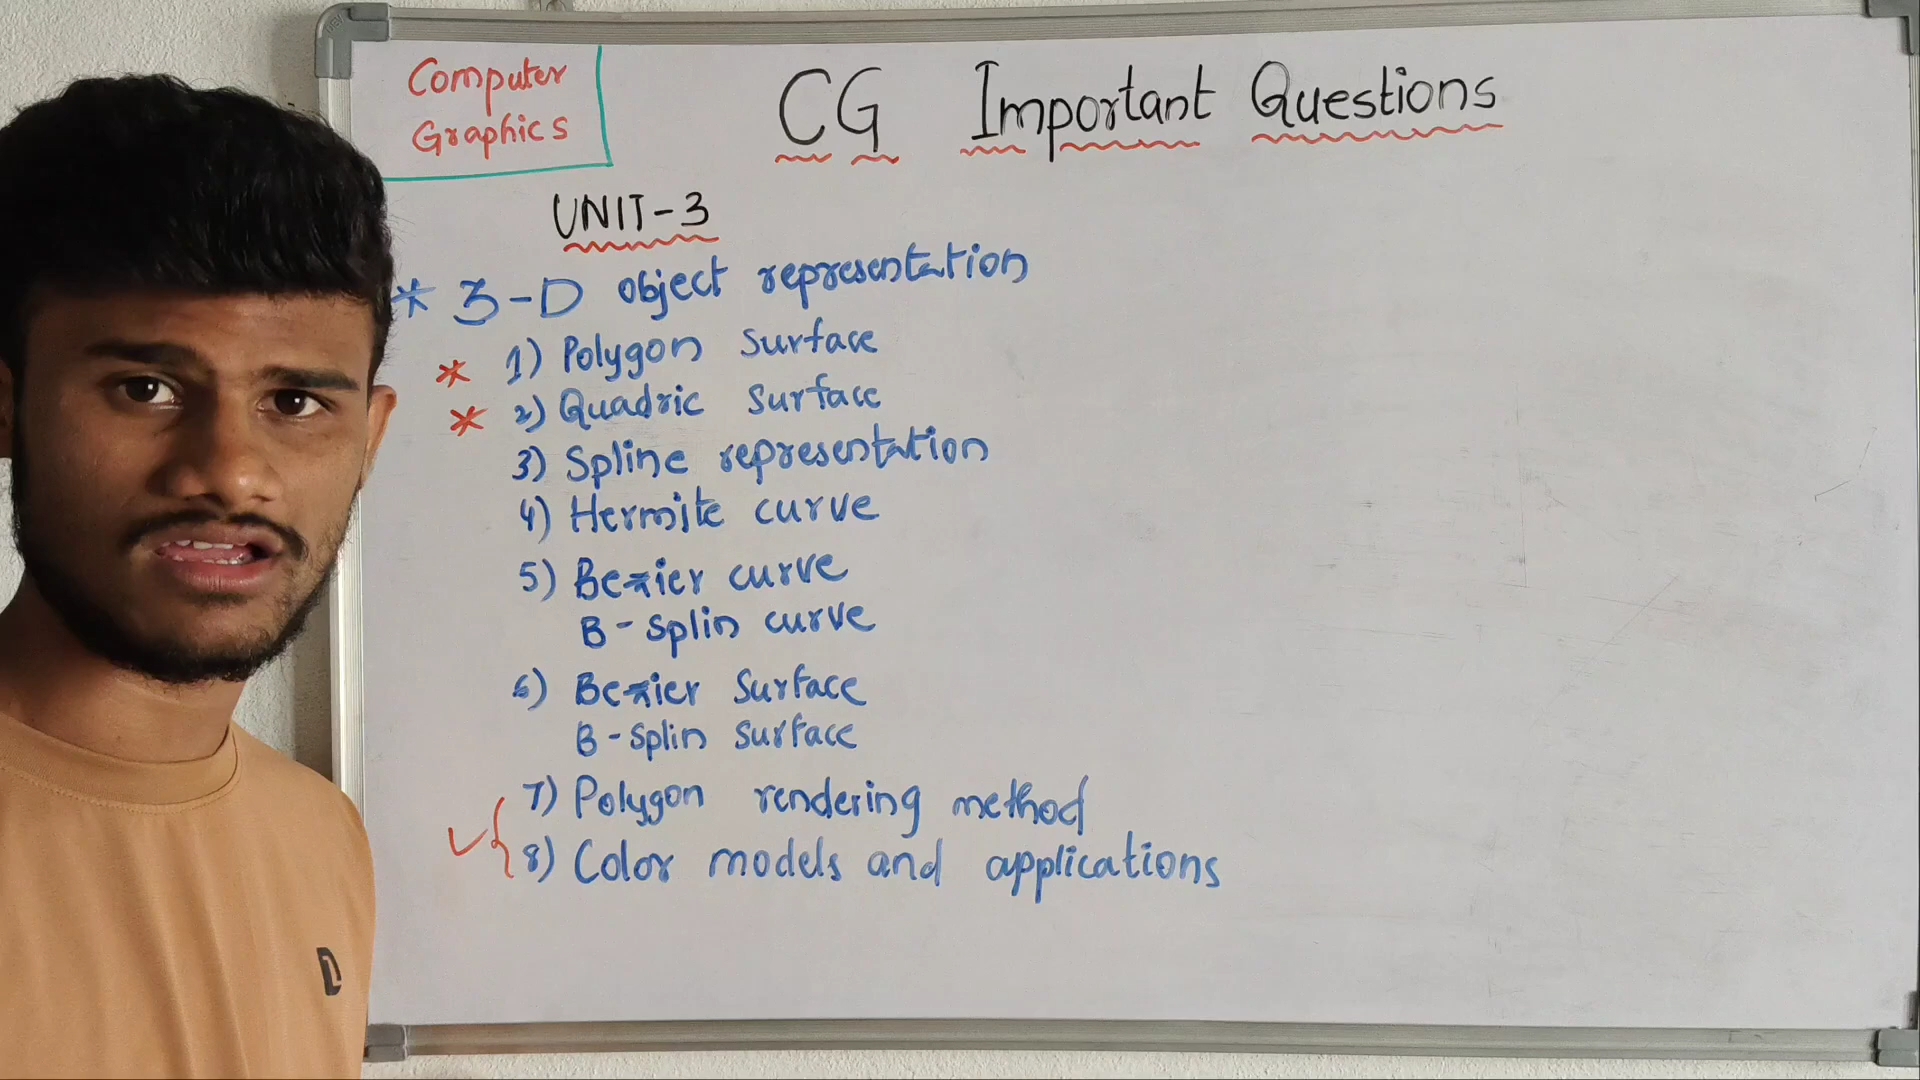 Computer
Graphics
CG Important Questions
UNIT-3
* 3-D object representation
* 1) Polygon surface
* 2) Quadric surface
3) Spline representation
4) Hermite curve
5) Bezier curve
B-splin curve
6) Bezier surface
B-splin surface
7) Polygon rendering method
8) Color models and applications